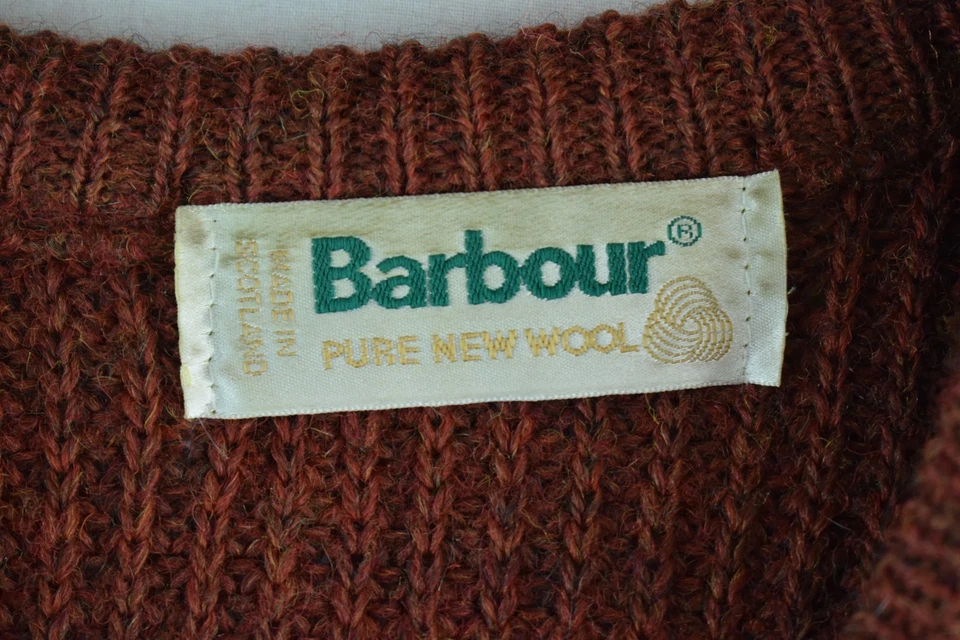 MADE IN
SCOTLAND
Barbour®
PURE NEW WOOL